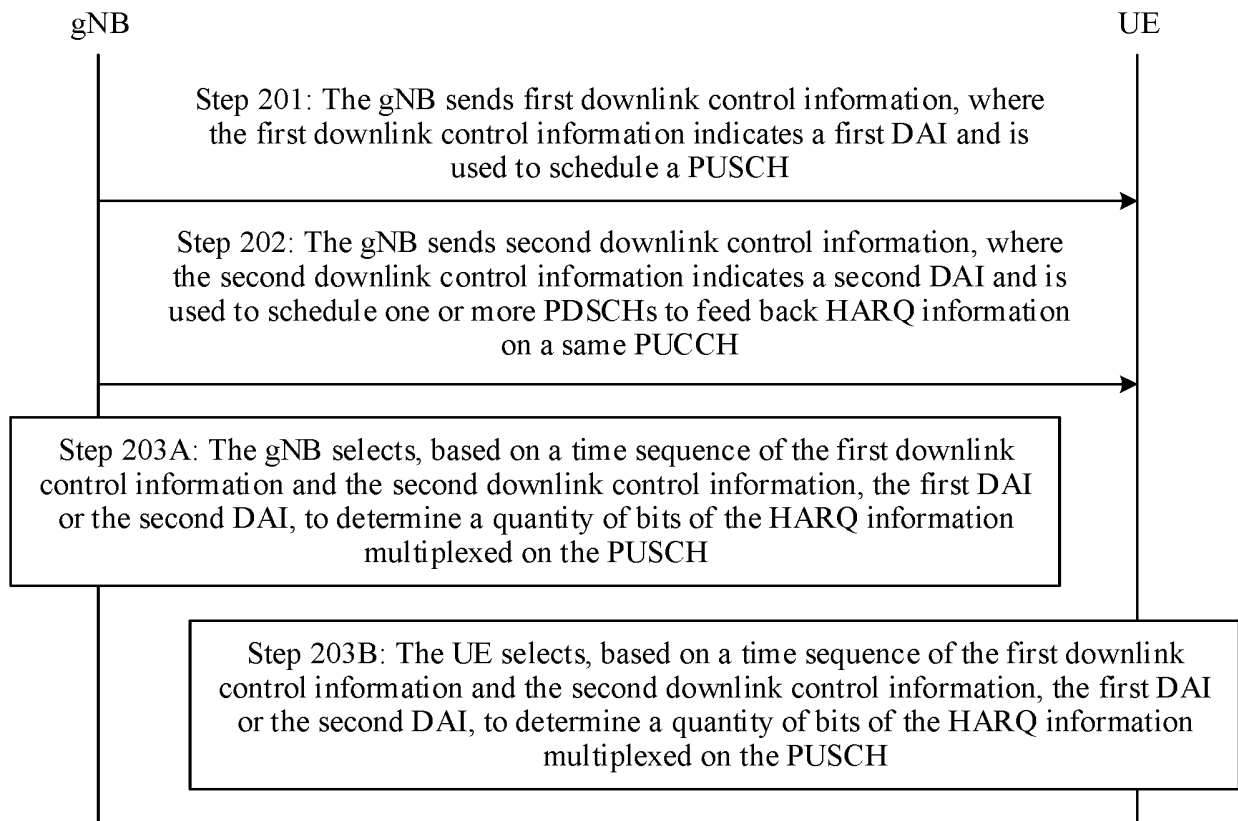 gNB
UE
Step 201: The gNB sends first downlink control information, where
the first downlink control information indicates a first DAI and is
used to schedule a PUSCH
Step 202: The gNB sends second downlink control information, where
the second downlink control information indicates a second DAI and is
used to schedule one or more PDSCHs to feed back HARQ information
on a same PUCCH
Step 203A: The gNB selects, based on a time sequence of the first downlink
control information and the second downlink control information, the first DAI
or the second DAI, to determine a quantity of bits of the HARQ information
multiplexed on the PUSCH
Step 203B: The UE selects, based on a time sequence of the first downlink
control information and the second downlink control information, the first DAI
or the second DAI, to determine a quantity of bits of the HARQ information
multiplexed on the PUSCH